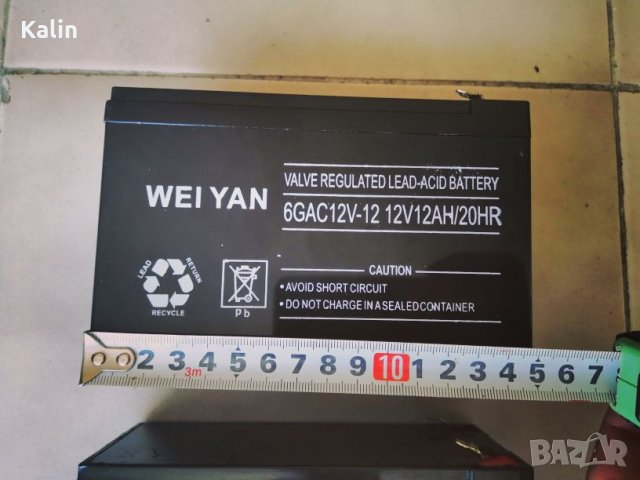 Kalin
WEI YAN
VALVE REGULATED LEAD-ACID BATTERY
6GAC12V-12 12V12AH/20HR
CAUTION
• AVOID SHORT CIRCUIT
• DO NOT CHARGE IN A SEALED CONTAINER
LEAD RETURN
RECYCLE
Pb
2 3 4 5 6 7 8 9 10 1 2 3 4 5 6 7
3m
BAZAR